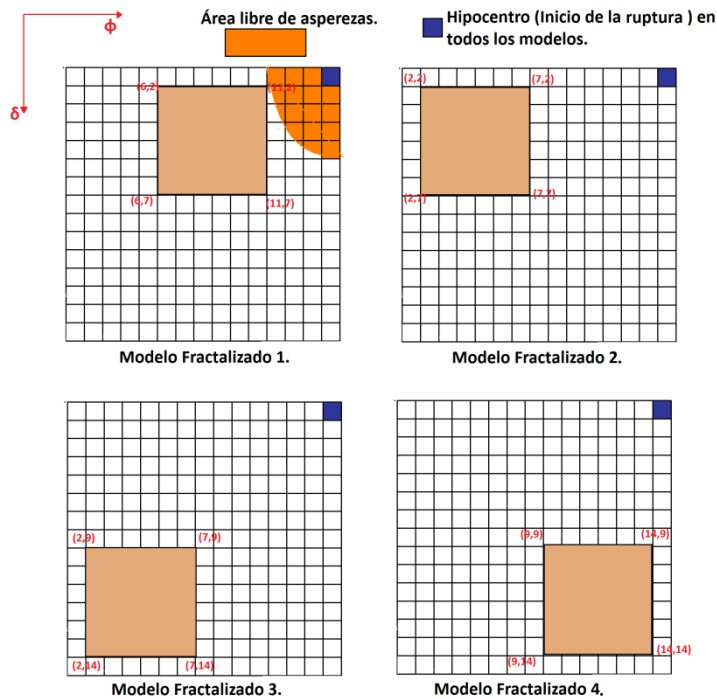 Φ
δ
Área libre de asperezas.
Hipocentro (Inicio de la ruptura ) en
todos los modelos.
(6,2)
(11,2)
(6,7)
(11,7)
Modelo Fractalizado 1.
(2,2)
(7,2)
(2,7)
(7,7)
Modelo Fractalizado 2.
(2,9)
(7,9)
(2,14)
(7,14)
Modelo Fractalizado 3.
(9,9)
(14,9)
(9,14)
(14,14)
Modelo Fractalizado 4.